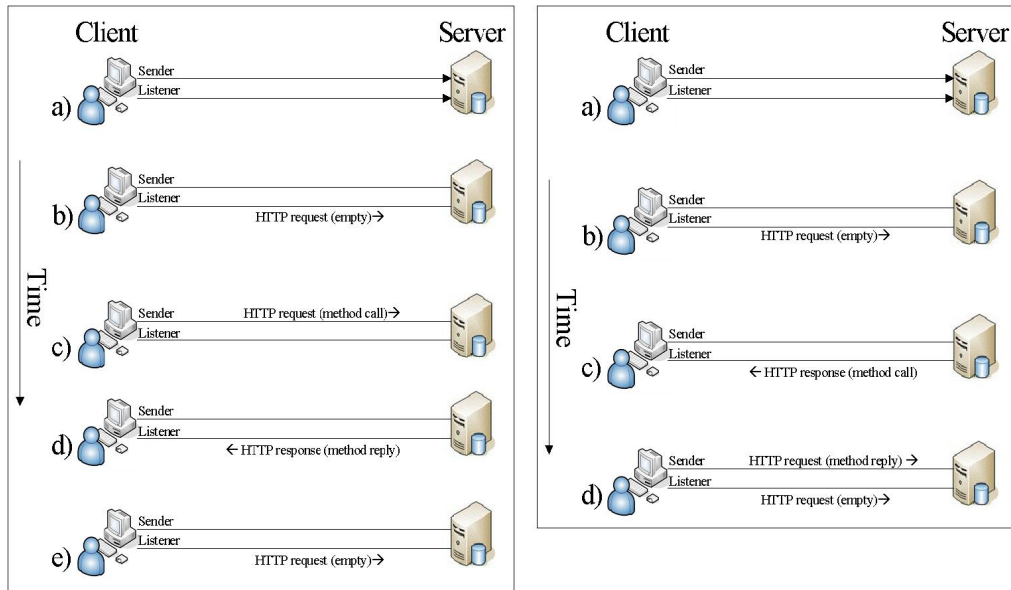 Client Server
Sender
Listener
a)
Sender
Listener
HTTP request (empty)→
b)
Time
HTTP request (method call)→
Sender
Listener
c)
Sender
Listener
← HTTP response (method reply)
d)
Sender
Listener
HTTP request (empty)→
e)
Client Server
Sender
Listener
a)
Sender
Listener
HTTP request (empty)→
b)
Time
Sender
Listener
← HTTP response (method call)
c)
HTTP request (method reply) →
Sender
Listener
HTTP request (empty)→
d)